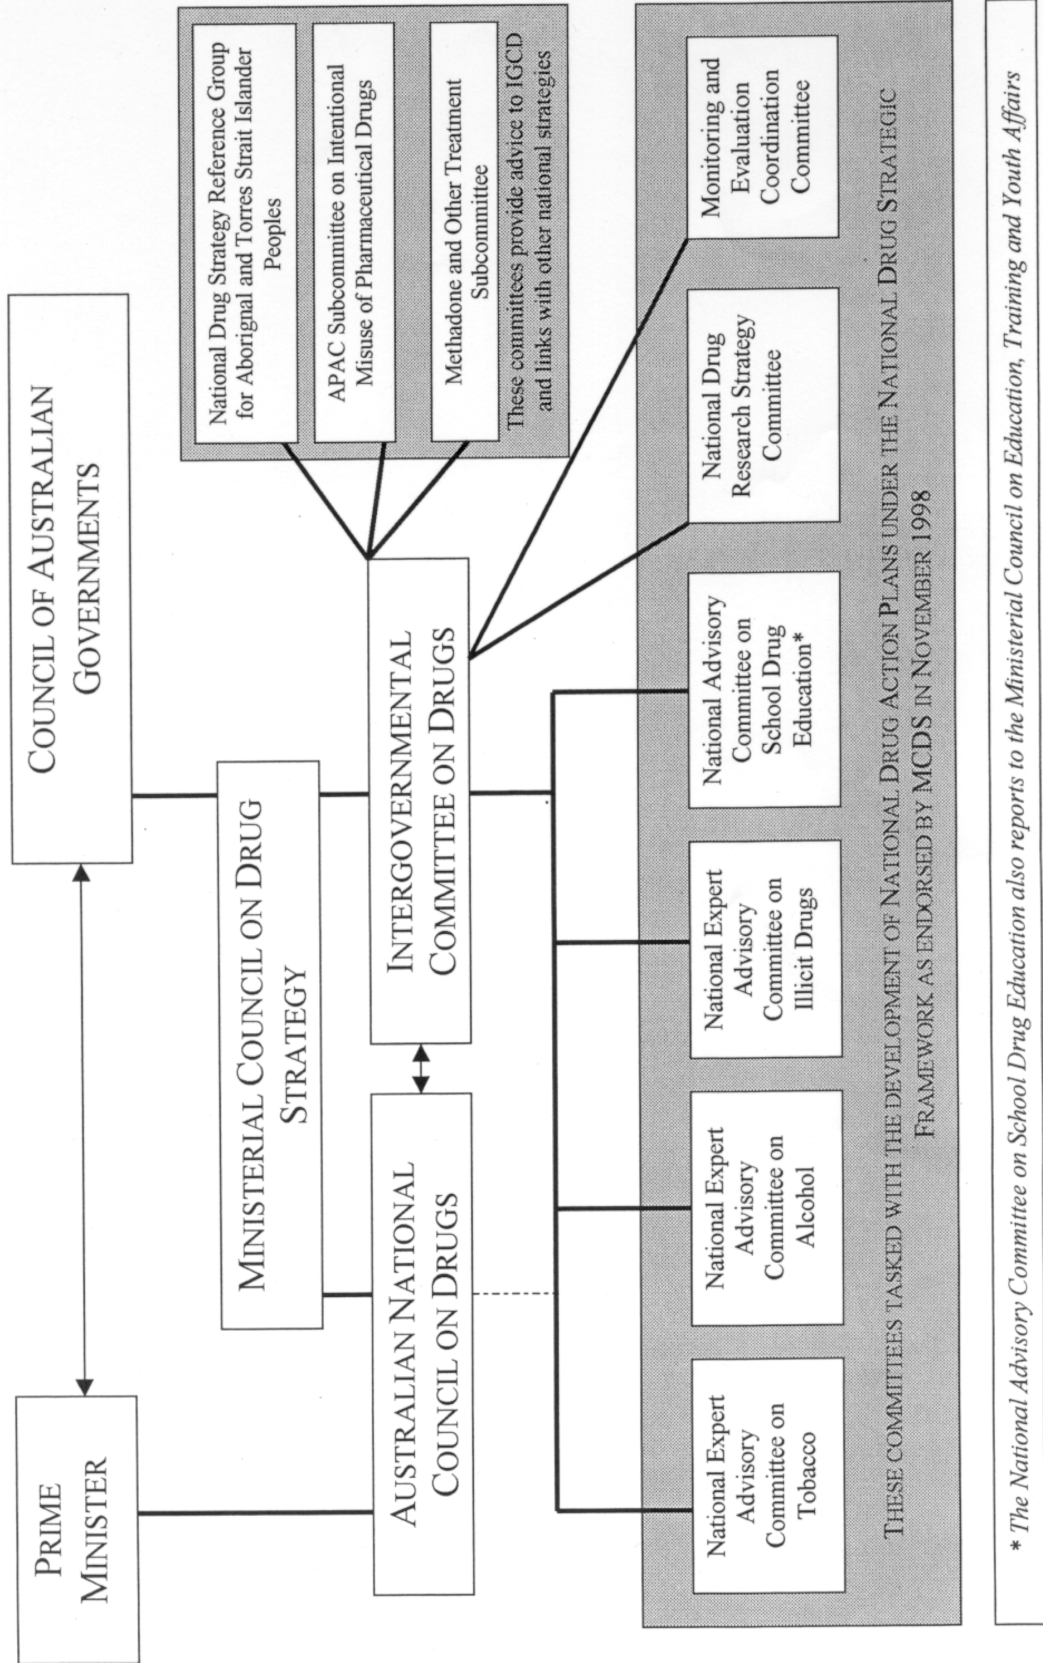 PRIME
MINISTER
COUNCIL OF AUSTRALIAN
GOVERNMENTS
MINISTERIAL COUNCIL ON DRUG
STRATEGY
AUSTRALIAN NATIONAL
COUNCIL ON DRUGS
INTERGOVERNMENTAL
COMMITTEE ON DRUGS
National Drug Strategy Reference Group
for Aborignal and Torres Strait Islander
Peoples
APAC Subcommittee on Intentional
Misuse of Pharmaceutical Drugs
Methadone and Other Treatment
Subcommittee
These committees provide advice to IGCD
and links with other national strategies
National Expert
Advisory
Committee on
Tobacco
National Expert
Advisory
Committee on
Alcohol
National Expert
Advisory
Committee on
Illicit Drugs
National Advisory
Committee on
School Drug
Education*
National Drug
Research Strategy
Committee
Monitoring and
Evaluation
Coordination
Committee
THESE COMMITTEES TASKED WITH THE DEVELOPMENT OF NATIONAL DRUG ACTION PLANS UNDER THE NATIONAL DRUG STRATEGIC
FRAMEWORK AS ENDORSED BY MCDS IN NOVEMBER 1998
* The National Advisory Committee on School Drug Education also reports to the Ministerial Council on Education, Training and Youth Affairs